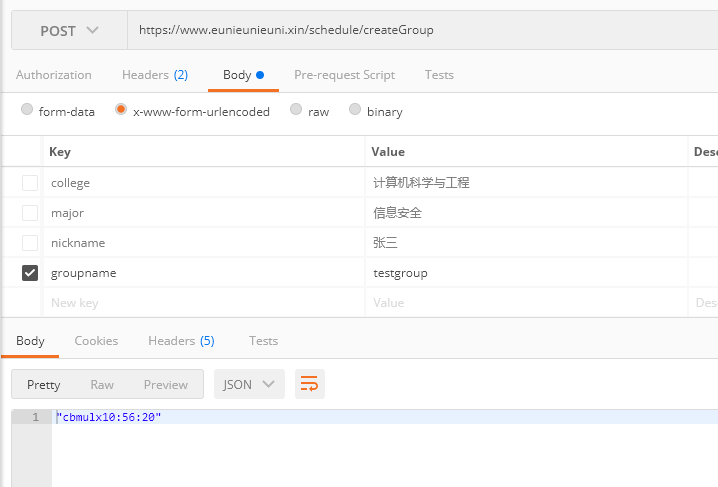 POST https://www.eunieunieuni.xin/schedule/createGroup
Authorization Headers (2) Body Pre-request Script Tests
form-data x-www-form-urlencoded raw binary
Key Value Desc
college 计算机科学与工程
major 信息安全
nickname 张三
groupname testgroup
New key Value Des
Body Cookies Headers (5) Tests
Pretty Raw Preview JSON
1 "cbmulx10:56:20"